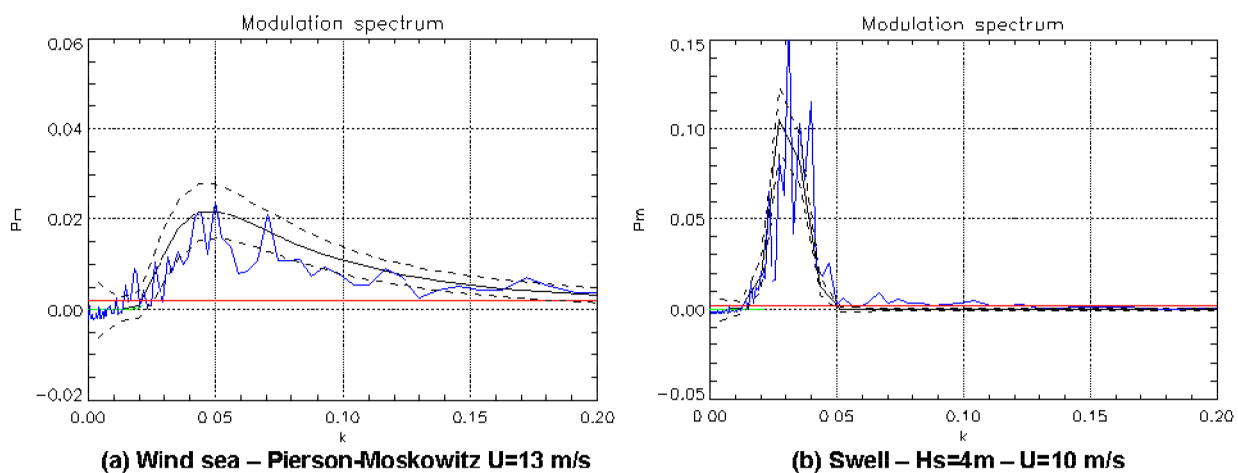 Modulation spectrum
0.06
0.04
0.02
0.00
-0.02
Pm
0.00 0.05 0.10 0.15 0.20
k
(a) Wind sea – Pierson-Moskowitz U=13 m/s
Modulation spectrum
0.15
0.10
0.05
0.00
-0.05
Pm
0.00 0.05 0.10 0.15 0.20
k
(b) Swell – Hs=4m – U=10 m/s